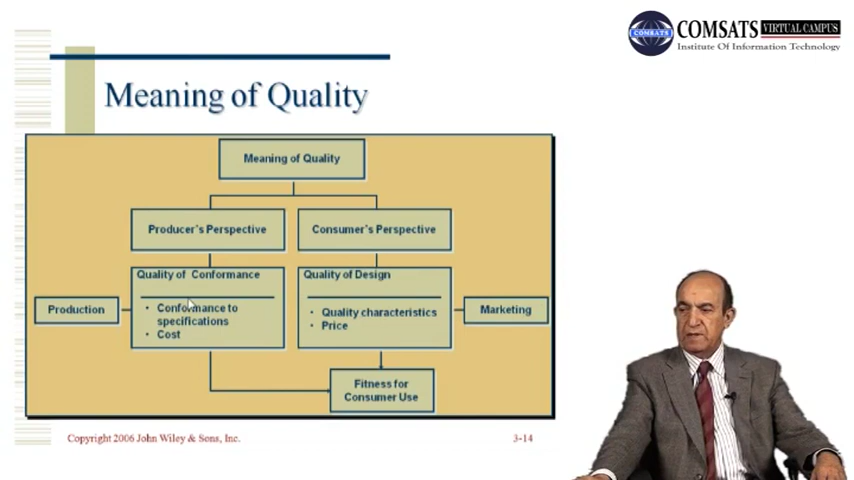 COMSATS VIRTUAL CAMPUS
COMSATS
Institute Of Information Technology
Meaning of Quality
Meaning of Quality
Producer's Perspective
Consumer's Perspective
Quality of Conformance
Quality of Design
Production
• Conformance to
specifications
• Cost
• Quality characteristics
• Price
Marketing
Fitness for
Consumer Use
Copyright 2006 John Wiley & Sons, Inc.
3-14